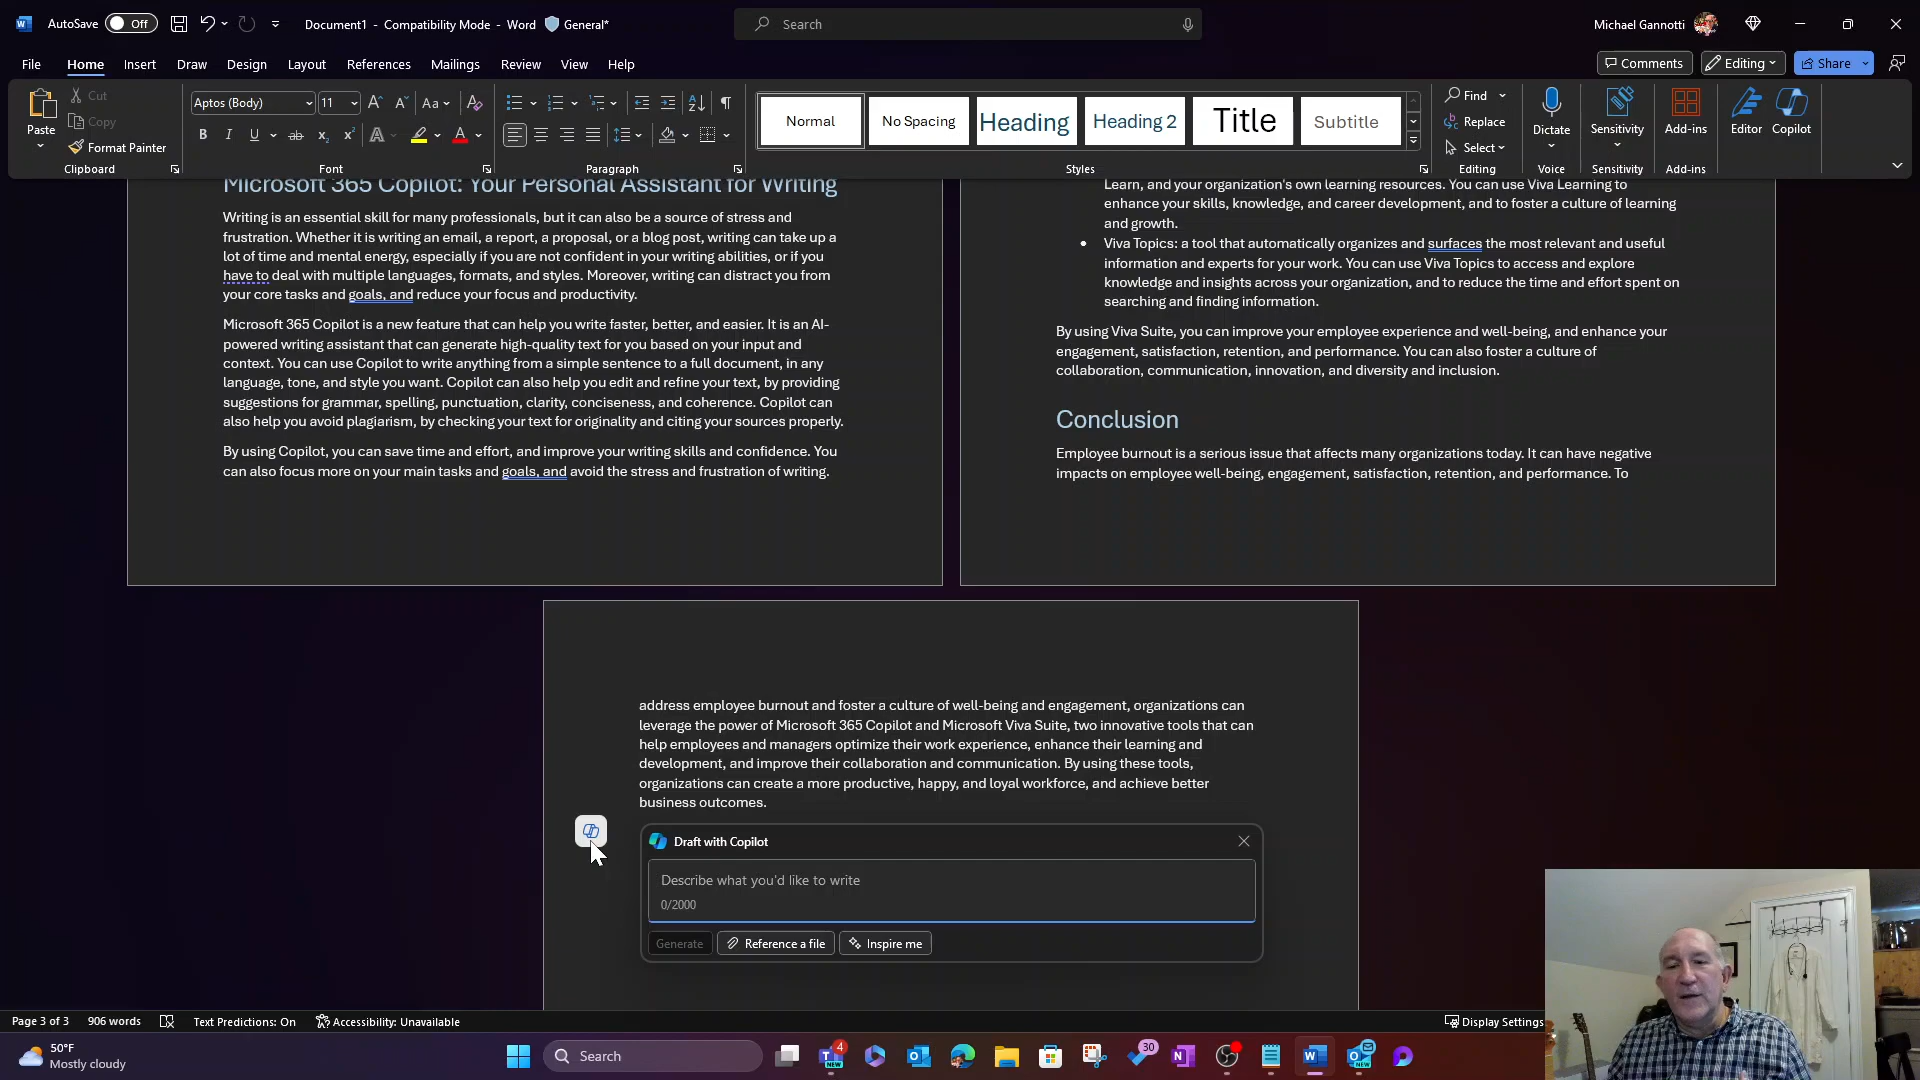 AutoSave Off
Document1 - Compatibility Mode - Word General*
Search
Michael Gannotti
File Home Insert Draw Design Layout References Mailings Review View Help
Comments Editing Share
Paste
Cut
Copy
Format Painter
Clipboard
Aptos (Body) 11
Font
Paragraph
Normal No Spacing Heading Heading 2 Title Subtitle
Styles
Find
Replace
Select
Editing
Dictate
Voice
Sensitivity
Sensitivity
Add-ins
Add-ins
Editor
Copilot
Microsoft 365 Copilot: Your Personal Assistant for Writing
Writing is an essential skill for many professionals, but it can also be a source of stress and
frustration. Whether it is writing an email, a report, a proposal, or a blog post, writing can take up a
lot of time and mental energy, especially if you are not confident in your writing abilities, or if you
have to deal with multiple languages, formats, and styles. Moreover, writing can distract you from
your core tasks and goals, and reduce your focus and productivity.
Microsoft 365 Copilot is a new feature that can help you write faster, better, and easier. It is an AI-
powered writing assistant that can generate high-quality text for you based on your input and
context. You can use Copilot to write anything from a simple sentence to a full document, in any
language, tone, and style you want. Copilot can also help you edit and refine your text, by providing
suggestions for grammar, spelling, punctuation, clarity, conciseness, and coherence. Copilot can
also help you avoid plagiarism, by checking your text for originality and citing your sources properly.
By using Copilot, you can save time and effort, and improve your writing skills and confidence. You
can also focus more on your main tasks and goals, and avoid the stress and frustration of writing.
Learn, and your organization's own learning resources. You can use Viva Learning to
enhance your skills, knowledge, and career development, and to foster a culture of learning
and growth.
• Viva Topics: a tool that automatically organizes and surfaces the most relevant and useful
information and experts for your work. You can use Viva Topics to access and explore
knowledge and insights across your organization, and to reduce the time and effort spent on
searching and finding information.
By using Viva Suite, you can improve your employee experience and well-being, and enhance your
engagement, satisfaction, retention, and performance. You can also foster a culture of
collaboration, communication, innovation, and diversity and inclusion.
Conclusion
Employee burnout is a serious issue that affects many organizations today. It can have negative
impacts on employee well-being, engagement, satisfaction, retention, and performance. To
address employee burnout and foster a culture of well-being and engagement, organizations can
leverage the power of Microsoft 365 Copilot and Microsoft Viva Suite, two innovative tools that can
help employees and managers optimize their work experience, enhance their learning and
development, and improve their collaboration and communication. By using these tools,
organizations can create a more productive, happy, and loyal workforce, and achieve better
business outcomes.
Draft with Copilot
Describe what you'd like to write
0/2000
Generate Reference a file Inspire me
Page 3 of 3 906 words Text Predictions: On Accessibility: Unavailable
Display Settings
50°F
Mostly cloudy
Search
4
NEW
30
NEW